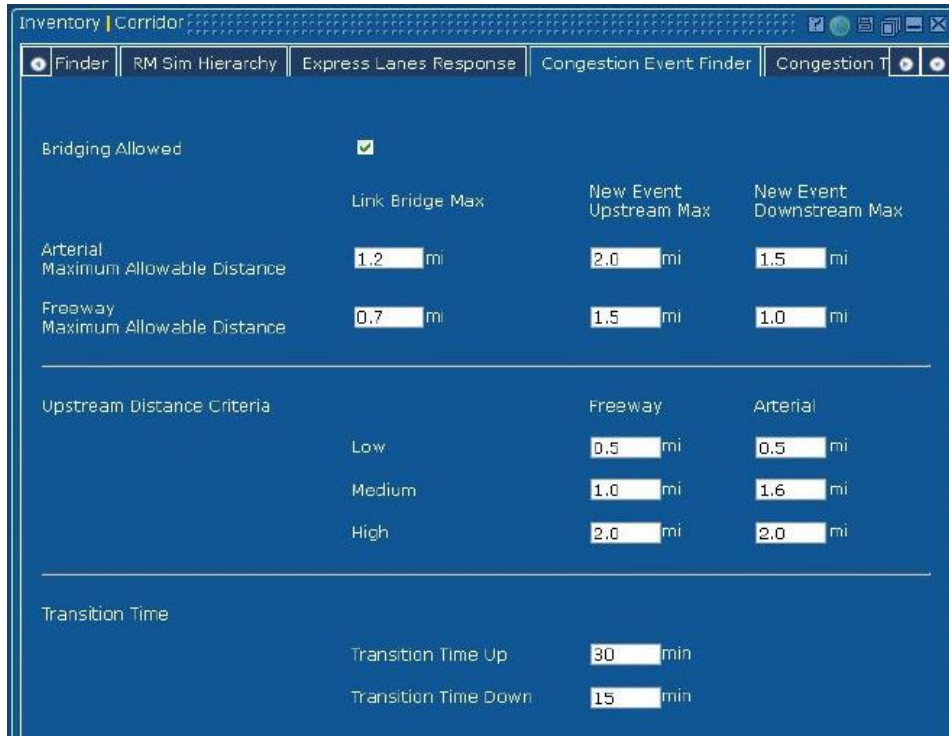 Inventory | Corridor
Finder RM Sim Hierarchy Express Lanes Response Congestion Event Finder Congestion T
Bridging Allowed
Link Bridge Max New Event Upstream Max New Event Downstream Max
Arterial
Maximum Allowable Distance 1.2 mi 2.0 mi 1.5 mi
Freeway
Maximum Allowable Distance 0.7 mi 1.5 mi 1.0 mi
Upstream Distance Criteria Freeway Arterial
Low 0.5 mi 0.5 mi
Medium 1.0 mi 1.6 mi
High 2.0 mi 2.0 mi
Transition Time
Transition Time Up 30 min
Transition Time Down 15 min